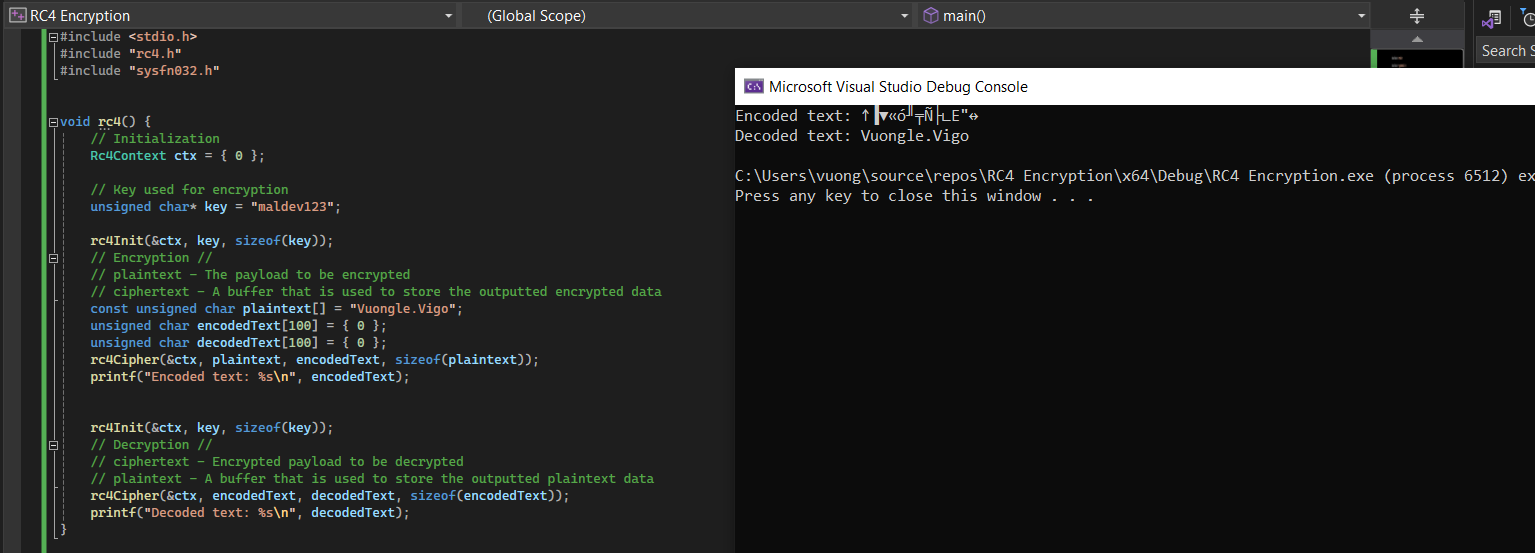 RC4 Encryption (Global Scope) main()
#include <stdio.h>
#include "rc4.h"
#include "sysfn032.h"
void rc4() {
// Initialization
Rc4Context ctx = { 0 };
// Key used for encryption
unsigned char* key = "maldev123";
rc4Init(&ctx, key, sizeof(key));
// Encryption //
// plaintext - The payload to be encrypted
// ciphertext - A buffer that is used to store the outputted encrypted data
const unsigned char plaintext[] = "Vuongle.Vigo";
unsigned char encodedText[100] = { 0 };
unsigned char decodedText[100] = { 0 };
rc4Cipher(&ctx, plaintext, encodedText, sizeof(plaintext));
printf("Encoded text: %s\n", encodedText);
rc4Init(&ctx, key, sizeof(key));
// Decryption //
// ciphertext - Encrypted payload to be decrypted
// plaintext - A buffer that is used to store the outputted plaintext data
rc4Cipher(&ctx, encodedText, decodedText, sizeof(encodedText));
printf("Decoded text: %s\n", decodedText);
}
Search S
Microsoft Visual Studio Debug Console
Encoded text: ↑▐▼«ó╜╤Ñ├∟E"↔
Decoded text: Vuongle.Vigo
C:\Users\vuong\source\repos\RC4 Encryption\x64\Debug\RC4 Encryption.exe (process 6512) ex
Press any key to close this window . . .